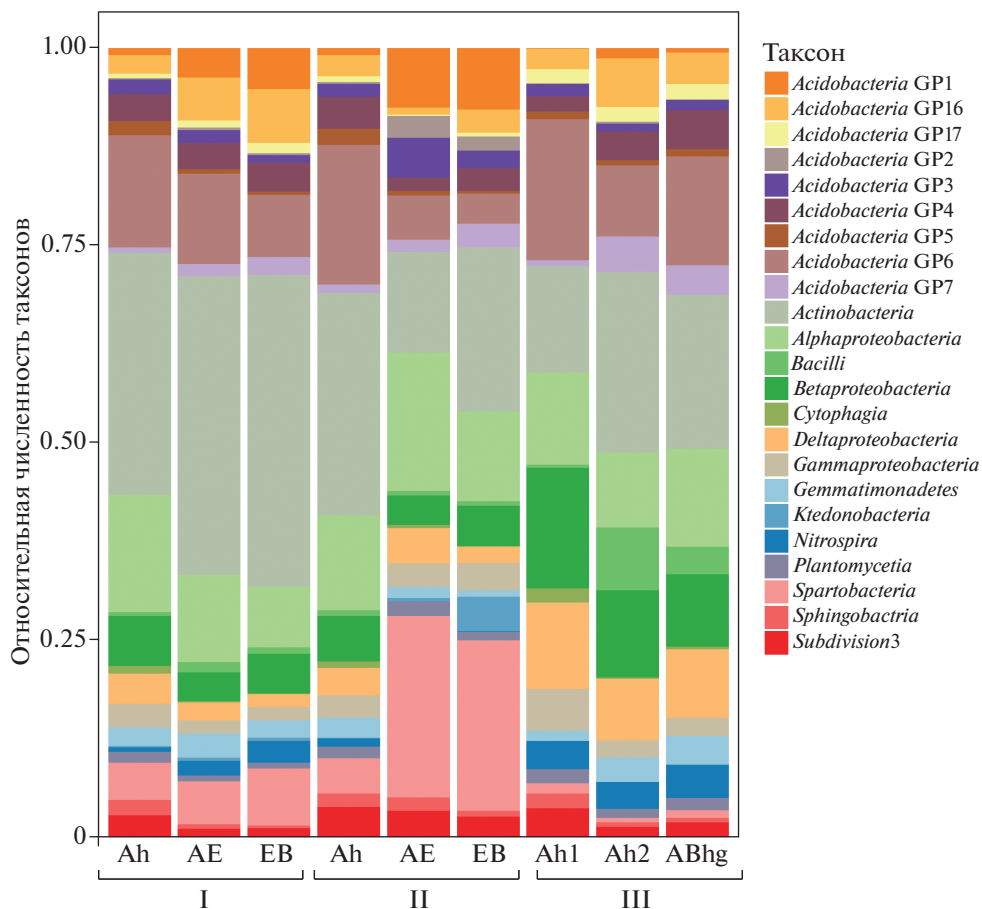 Относительная численность таксонов
1.00
0.75
0.50
0.25
0
Ah AE EB Ah AE EB Ah1 Ah2 ABhg
I II III
Таксон
Acidobacteria GP1
Acidobacteria GP16
Acidobacteria GP17
Acidobacteria GP2
Acidobacteria GP3
Acidobacteria GP4
Acidobacteria GP5
Acidobacteria GP6
Acidobacteria GP7
Actinobacteria
Alphaproteobacteria
Bacilli
Betaproteobacteria
Cytophagia
Deltaproteobacteria
Gammaproteobacteria
Gemmatimonadetes
Ktedonobacteria
Nitrospira
Plantomycetia
Spartobacteria
Sphingobactria
Subdivision3